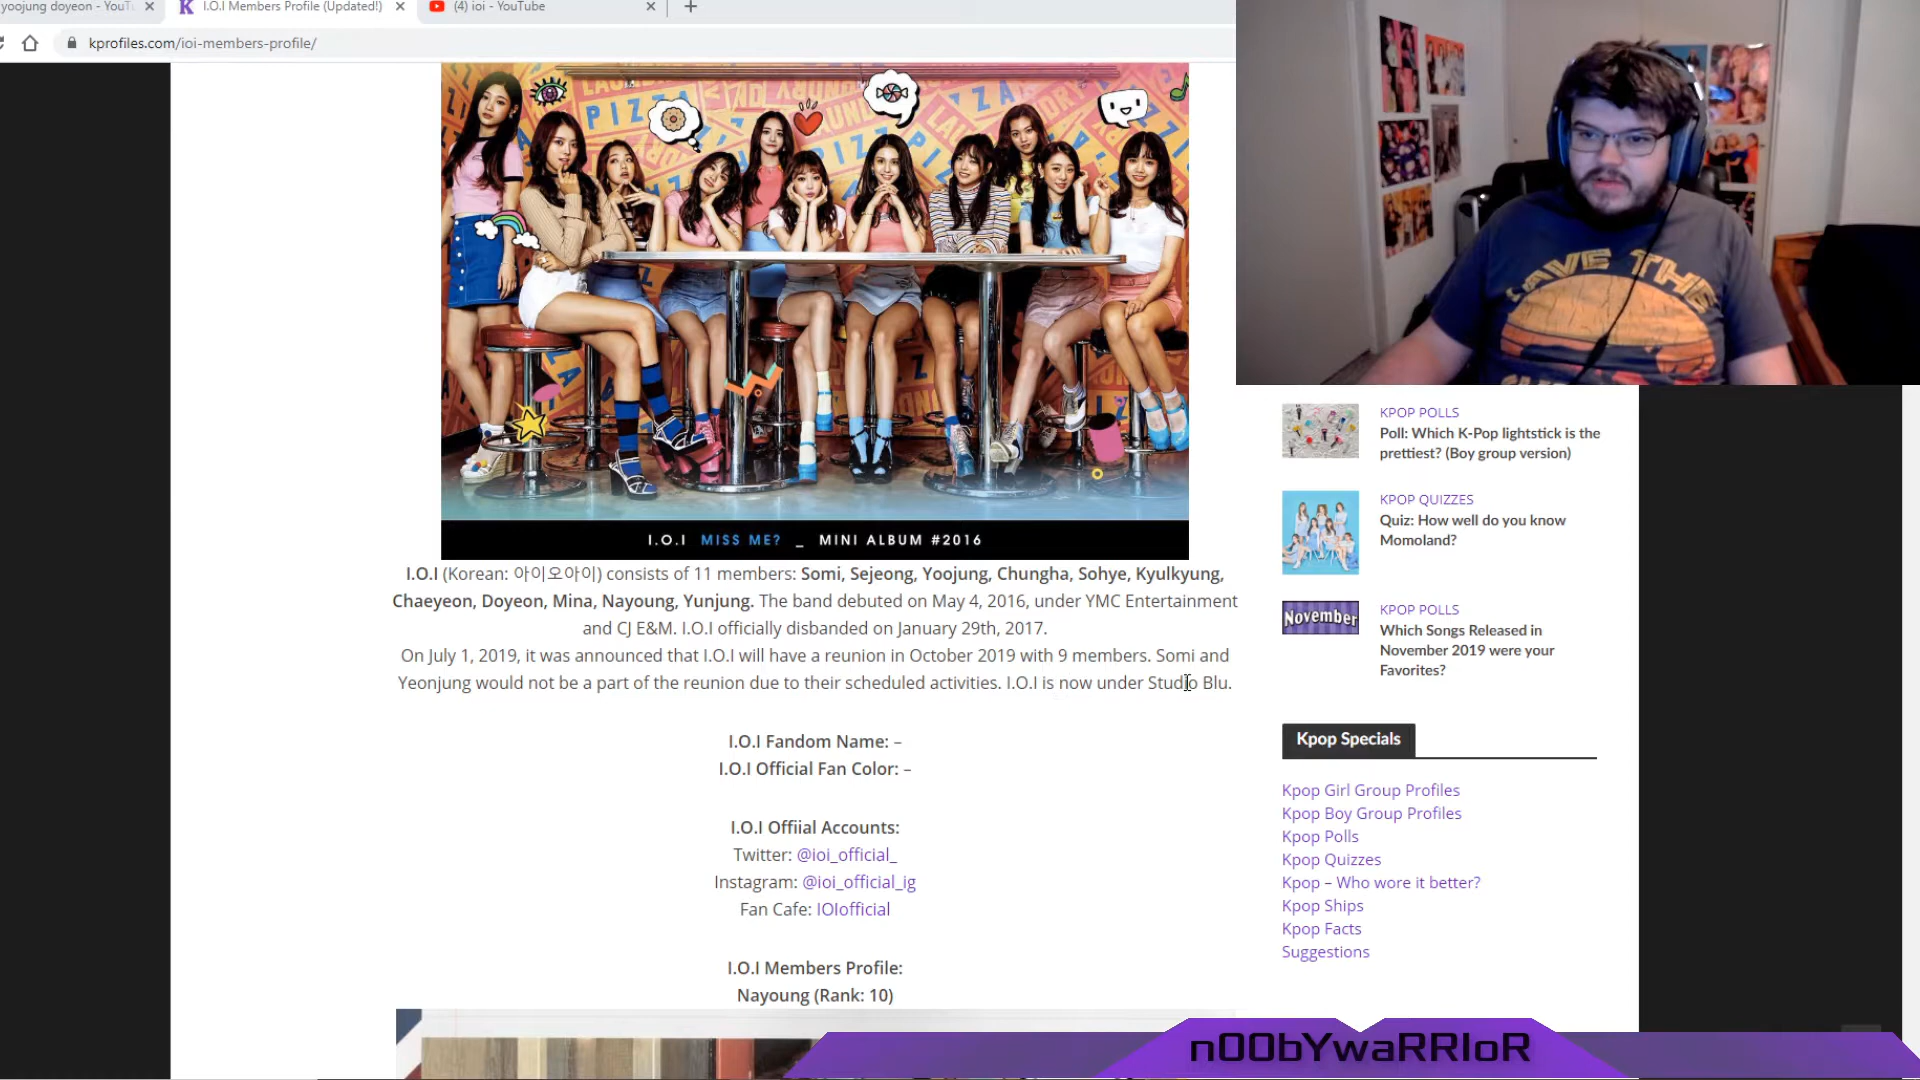 yoojung doyeon - YouTu
I.O.I Members Profile (Updated!)
(4) ioi - YouTube
kprofiles.com/ioi-members-profile/
PIZZA
I.O.I MISS ME? _ MINI ALBUM #2016
I.O.I (Korean: 아이오아이) consists of 11 members: Somi, Sejeong, Yoojung, Chungha, Sohye, Kyulkyung,
Chaeyeon, Doyeon, Mina, Nayoung, Yunjung. The band debuted on May 4, 2016, under YMC Entertainment
and CJ E&M. I.O.I officially disbanded on January 29th, 2017.
On July 1, 2019, it was announced that I.O.I will have a reunion in October 2019 with 9 members. Somi and
Yeonjung would not be a part of the reunion due to their scheduled activities. I.O.I is now under Studio Blu.
I.O.I Fandom Name: –
I.O.I Official Fan Color: –
I.O.I Offiial Accounts:
Twitter: @ioi_official_
Instagram: @ioi_official_ig
Fan Cafe: IOIofficial
I.O.I Members Profile:
Nayoung (Rank: 10)
SAVE THE
KPOP POLLS
Poll: Which K-Pop lightstick is the
prettiest? (Boy group version)
KPOP QUIZZES
Quiz: How well do you know
Momoland?
November
KPOP POLLS
Which Songs Released in
November 2019 were your
Favorites?
Kpop Specials
Kpop Girl Group Profiles
Kpop Boy Group Profiles
Kpop Polls
Kpop Quizzes
Kpop – Who wore it better?
Kpop Ships
Kpop Facts
Suggestions
n00bYwaRRIoR